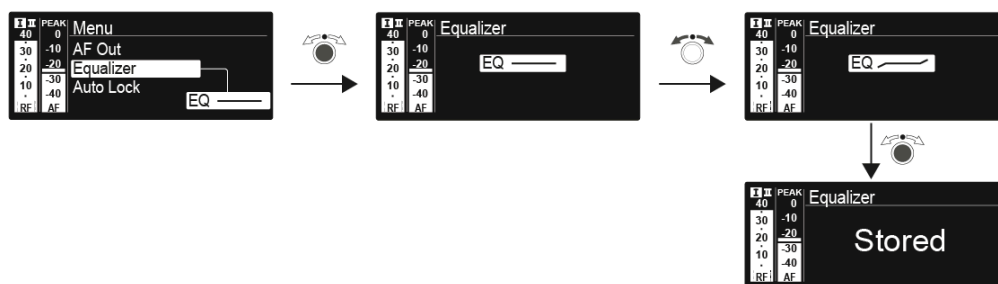 I II PEAK
40 0
30 -10
20 -20
10 -30
-40
RF AF
Menu
AF Out
Equalizer
Auto Lock
EQ
I II PEAK
40 0
30 -10
20 -20
10 -30
-40
RF AF
Equalizer
EQ
I II PEAK
40 0
30 -10
20 -20
10 -30
-40
RF AF
Equalizer
EQ
I II PEAK
40 0
30 -10
20 -20
10 -30
-40
RF AF
Equalizer
Stored